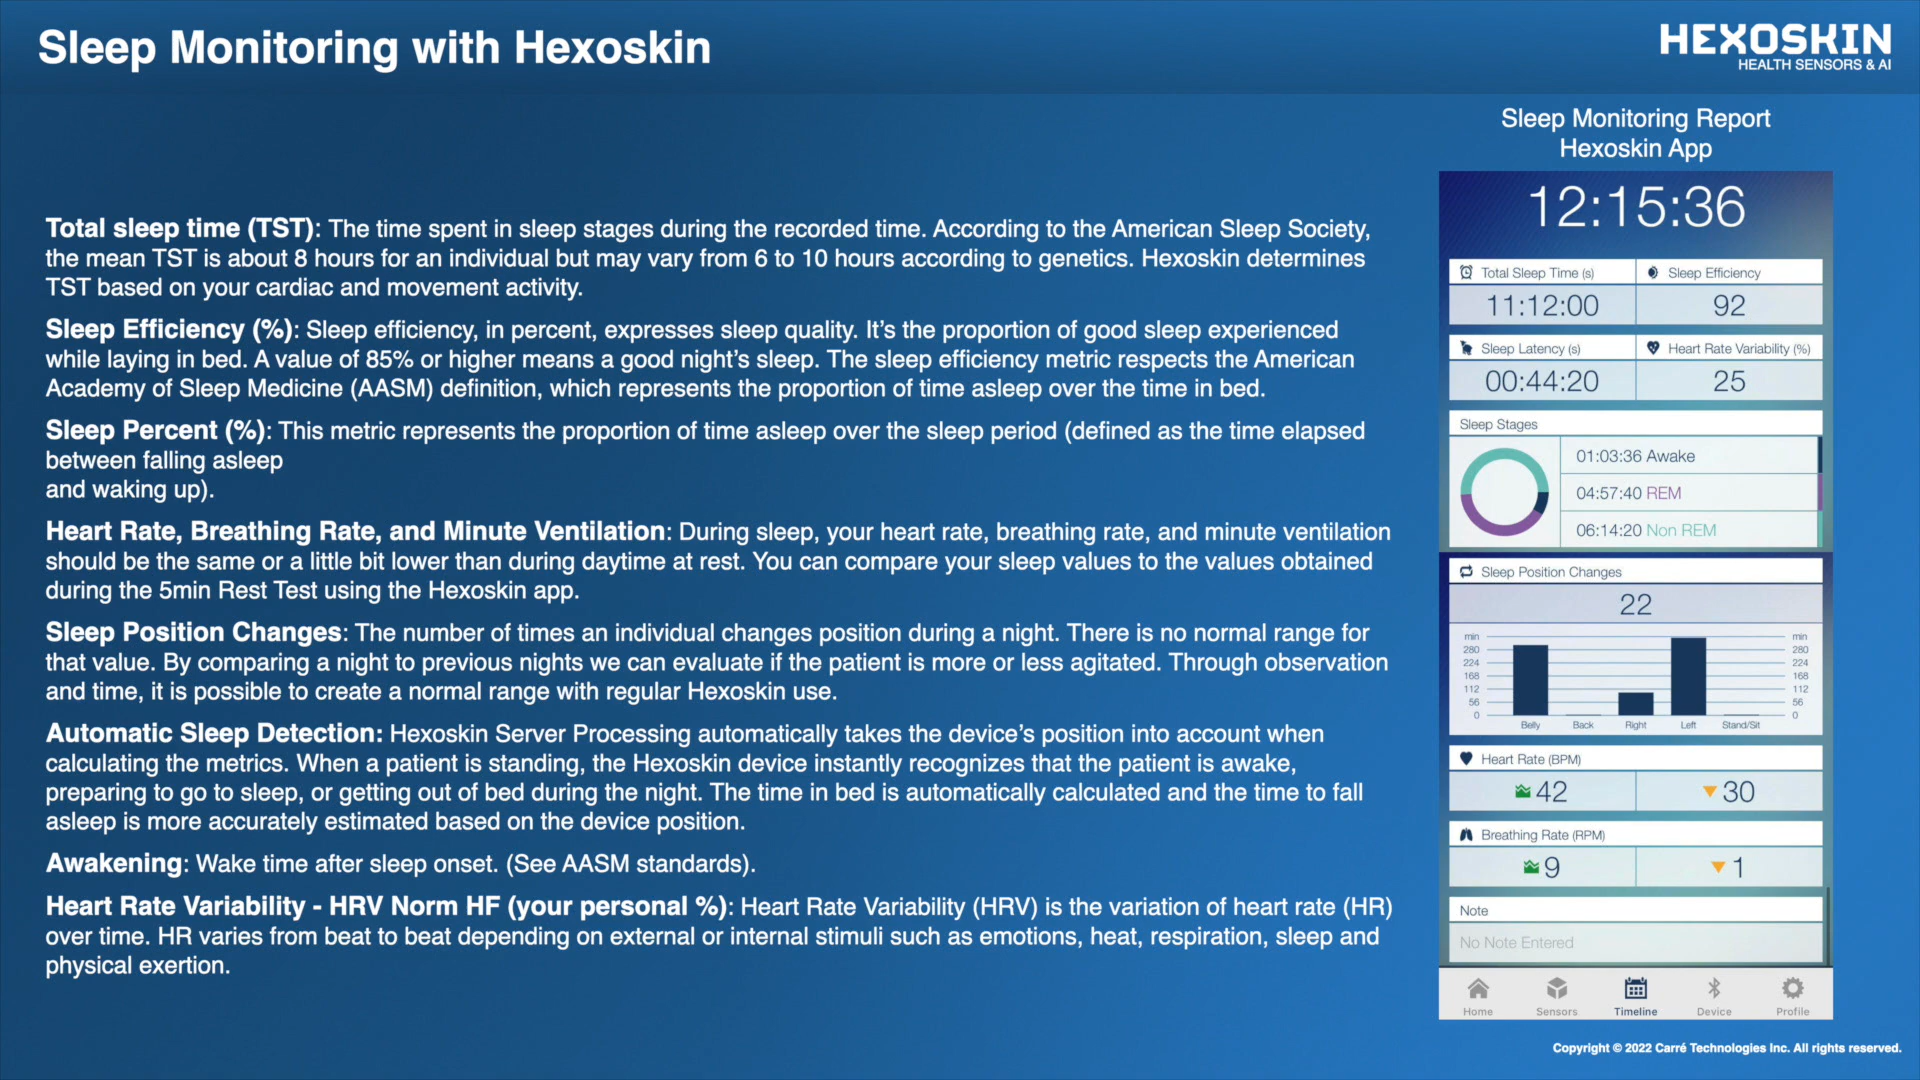 Sleep Monitoring with Hexoskin
HEXOSKIN
HEALTH SENSORS & AI
Total sleep time (TST): The time spent in sleep stages during the recorded time. According to the American Sleep Society,
the mean TST is about 8 hours for an individual but may vary from 6 to 10 hours according to genetics. Hexoskin determines
TST based on your cardiac and movement activity.
Sleep Efficiency (%): Sleep efficiency, in percent, expresses sleep quality. It’s the proportion of good sleep experienced
while laying in bed. A value of 85% or higher means a good night’s sleep. The sleep efficiency metric respects the American
Academy of Sleep Medicine (AASM) definition, which represents the proportion of time asleep over the time in bed.
Sleep Percent (%): This metric represents the proportion of time asleep over the sleep period (defined as the time elapsed
between falling asleep
and waking up).
Heart Rate, Breathing Rate, and Minute Ventilation: During sleep, your heart rate, breathing rate, and minute ventilation
should be the same or a little bit lower than during daytime at rest. You can compare your sleep values to the values obtained
during the 5min Rest Test using the Hexoskin app.
Sleep Position Changes: The number of times an individual changes position during a night. There is no normal range for
that value. By comparing a night to previous nights we can evaluate if the patient is more or less agitated. Through observation
and time, it is possible to create a normal range with regular Hexoskin use.
Automatic Sleep Detection: Hexoskin Server Processing automatically takes the device’s position into account when
calculating the metrics. When a patient is standing, the Hexoskin device instantly recognizes that the patient is awake,
preparing to go to sleep, or getting out of bed during the night. The time in bed is automatically calculated and the time to fall
asleep is more accurately estimated based on the device position.
Awakening: Wake time after sleep onset. (See AASM standards).
Heart Rate Variability - HRV Norm HF (your personal %): Heart Rate Variability (HRV) is the variation of heart rate (HR)
over time. HR varies from beat to beat depending on external or internal stimuli such as emotions, heat, respiration, sleep and
physical exertion.
Sleep Monitoring Report
Hexoskin App
12:15:36
Total Sleep Time (s) Sleep Efficiency
11:12:00 92
Sleep Latency (s) Heart Rate Variability (%)
00:44:20 25
Sleep Stages
01:03:36 Awake
04:57:40 REM
06:14:20 Non REM
Sleep Position Changes
22
min min
280 280
224 224
168 168
112 112
56 56
0 0
Belly Back Right Left Stand/Sit
Heart Rate (BPM)
42 30
Breathing Rate (RPM)
9 1
Note
No Note Entered
Home Sensors Timeline Device Profile
Copyright © 2022 Carré Technologies Inc. All rights reserved.